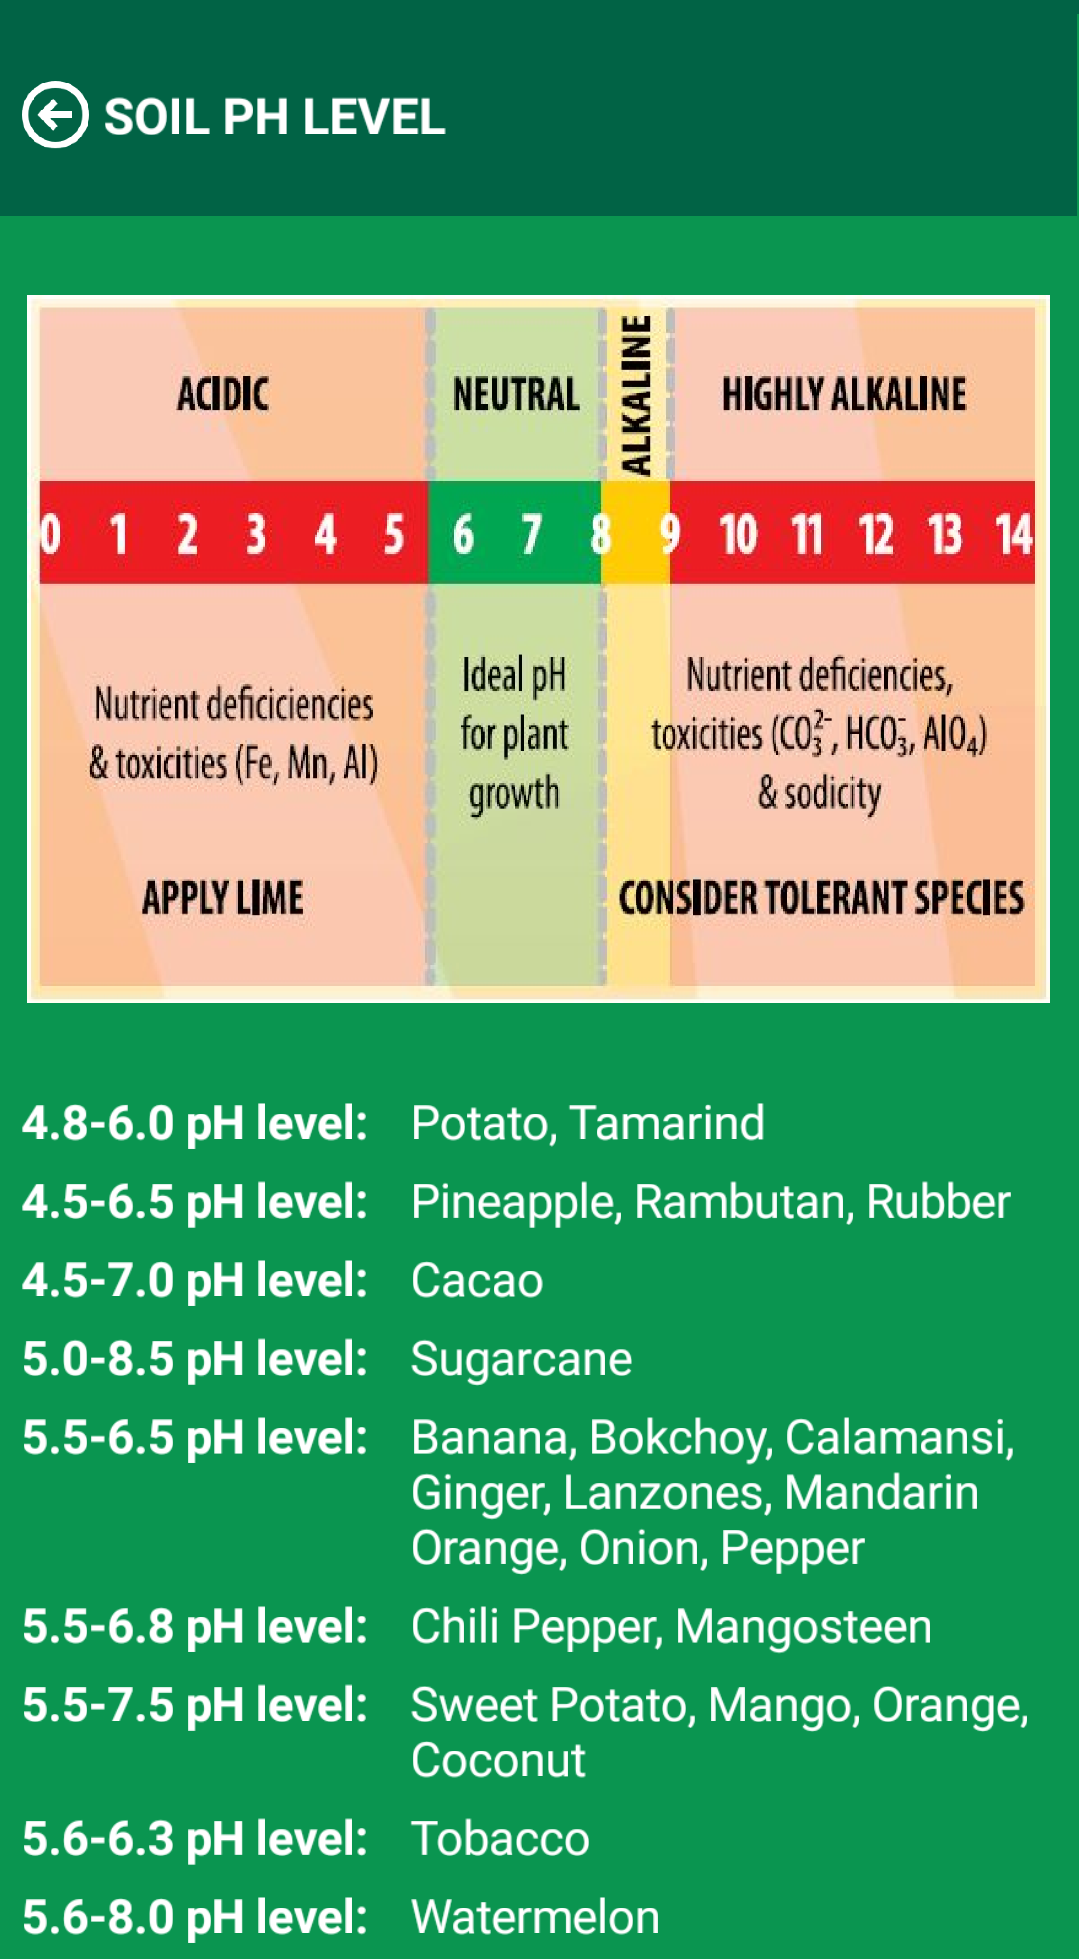 SOIL PH LEVEL
ALKALINE
ACIDIC NEUTRAL HIGHLY ALKALINE
0 1 2 3 4 5 6 7 8 9 10 11 12 13 14
Nutrient deficiciencies
& toxicities (Fe, Mn, Al)
Ideal pH
for plant
growth
Nutrient deficiencies,
toxicities (CO₃²⁻, HCO₃⁻, AlO₄)
& sodicity
APPLY LIME
CONSIDER TOLERANT SPECIES
4.8-6.0 pH level: Potato, Tamarind
4.5-6.5 pH level: Pineapple, Rambutan, Rubber
4.5-7.0 pH level: Cacao
5.0-8.5 pH level: Sugarcane
5.5-6.5 pH level: Banana, Bokchoy, Calamansi,
Ginger, Lanzones, Mandarin
Orange, Onion, Pepper
5.5-6.8 pH level: Chili Pepper, Mangosteen
5.5-7.5 pH level: Sweet Potato, Mango, Orange,
Coconut
5.6-6.3 pH level: Tobacco
5.6-8.0 pH level: Watermelon